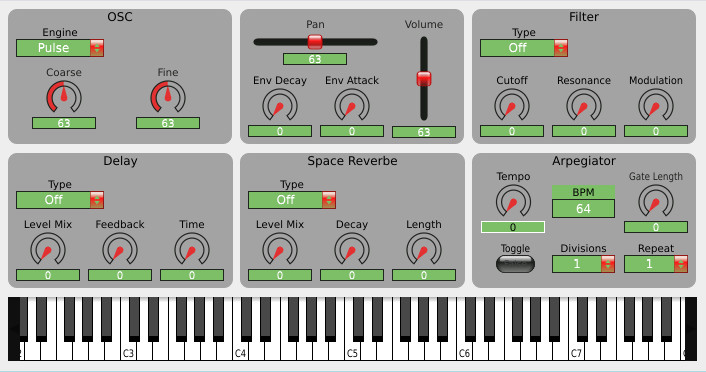 OSC
Engine
Pulse
Coarse
Fine
63
63
Pan
63
Volume
Env Decay
Env Attack
0
0
63
Filter
Type
Off
Cutoff
Resonance
Modulation
0
0
0
Delay
Type
Off
Level Mix
Feedback
Time
0
0
0
Space Reverbe
Type
Off
Level Mix
Decay
Length
0
0
0
Arpegiator
Tempo
BPM
64
Gate Length
0
0
Toggle
Divisions
1
Repeat
1
C3
C4
C5
C6
C7